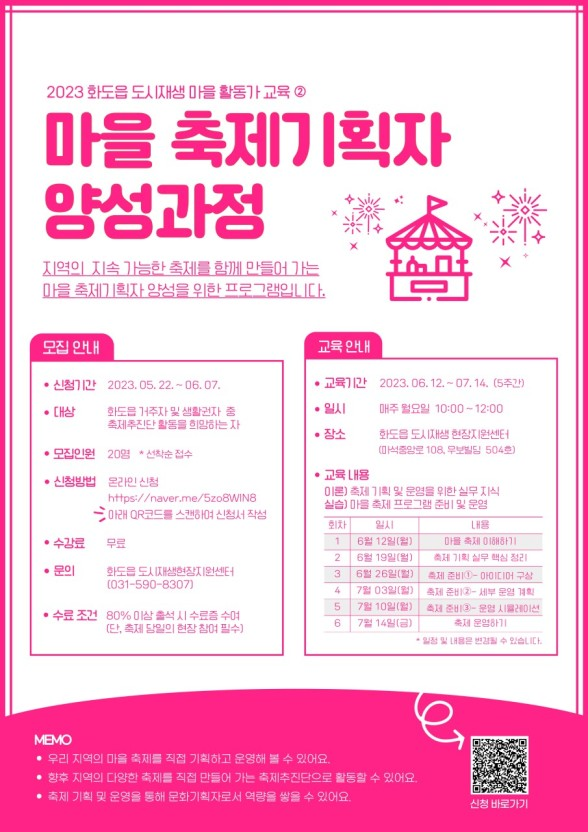 2023 화도읍 도시재생 마을 활동가 교육 ②
마을 축제기획자
양성과정
지역의 지속 가능한 축제를 함께 만들어 가는
마을 축제기획자 양성을 위한 프로그램입니다.
모집 안내
• 신청기간 2023. 05. 22. ~ 06. 07.
• 대상 화도읍 거주자 및 생활권자 중
축제추진단 활동을 희망하는 자
• 모집인원 20명 * 선착순 접수
• 신청방법 온라인 신청
https://naver.me/5zo8WIN8
아래 QR코드를 스캔하여 신청서 작성
• 수강료 무료
• 문의 화도읍 도시재생현장지원센터
(031-590-8307)
• 수료 조건 80% 이상 출석 시 수료증 수여
(단, 축제 당일의 현장 참여 필수)
교육 안내
• 교육기간 2023. 06. 12. ~ 07. 14. (5주간)
• 일시 매주 월요일 10:00 ~ 12:00
• 장소 화도읍 도시재생 현장지원센터
(마석중앙로 108, 무보빌딩 504호)
• 교육 내용
이론) 축제 기획 및 운영을 위한 실무 지식
실습) 마을 축제 프로그램 준비 및 운영
회차 일시 내용
1 6월 12일(월) 마을 축제 이해하기
2 6월 19일(월) 축제 기획 실무 핵심 정리
3 6월 26일(월) 축제 준비①- 아이디어 구상
4 7월 03일(월) 축제 준비②- 세부 운영 계획
5 7월 10일(월) 축제 준비③- 운영 시뮬레이션
6 7월 14일(금) 축제 운영하기
* 일정 및 내용은 변경될 수 있습니다.
MEMO
• 우리 지역의 마을 축제를 직접 기획하고 운영해 볼 수 있어요.
• 향후 지역의 다양한 축제를 직접 만들어 가는 축제추진단으로 활동할 수 있어요.
• 축제 기획 및 운영을 통해 문화기획자로서 역량을 쌓을 수 있어요.
신청 바로가기